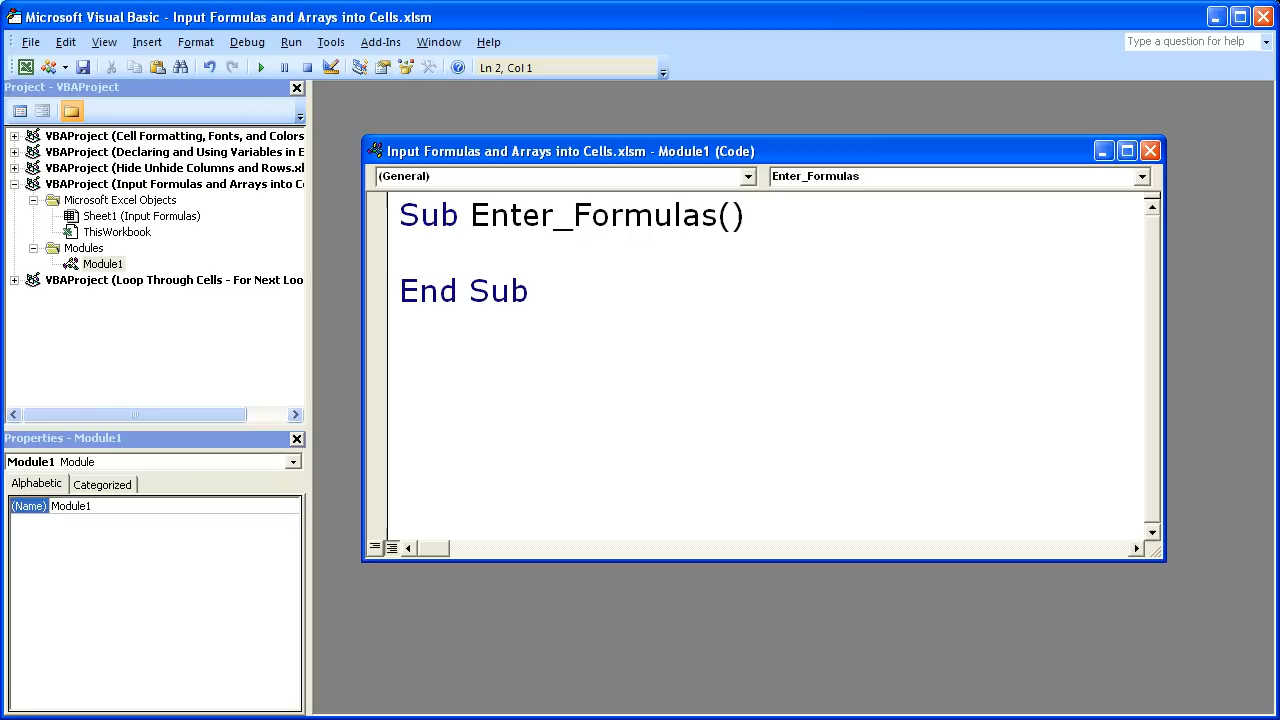 Microsoft Visual Basic - Input Formulas and Arrays into Cells.xlsm
File Edit View Insert Format Debug Run Tools Add-Ins Window Help
Type a question for help
Ln 2, Col 1
Project - VBAProject
VBAProject (Cell Formatting, Fonts, and Colors
VBAProject (Declaring and Using Variables in E
VBAProject (Hide Unhide Columns and Rows.xl
VBAProject (Input Formulas and Arrays into C
Microsoft Excel Objects
Sheet1 (Input Formulas)
ThisWorkbook
Modules
Module1
VBAProject (Loop Through Cells - For Next Loo
Properties - Module1
Module1 Module
Alphabetic Categorized
(Name) Module1
Input Formulas and Arrays into Cells.xlsm - Module1 (Code)
(General) Enter_Formulas
Sub Enter_Formulas()
End Sub